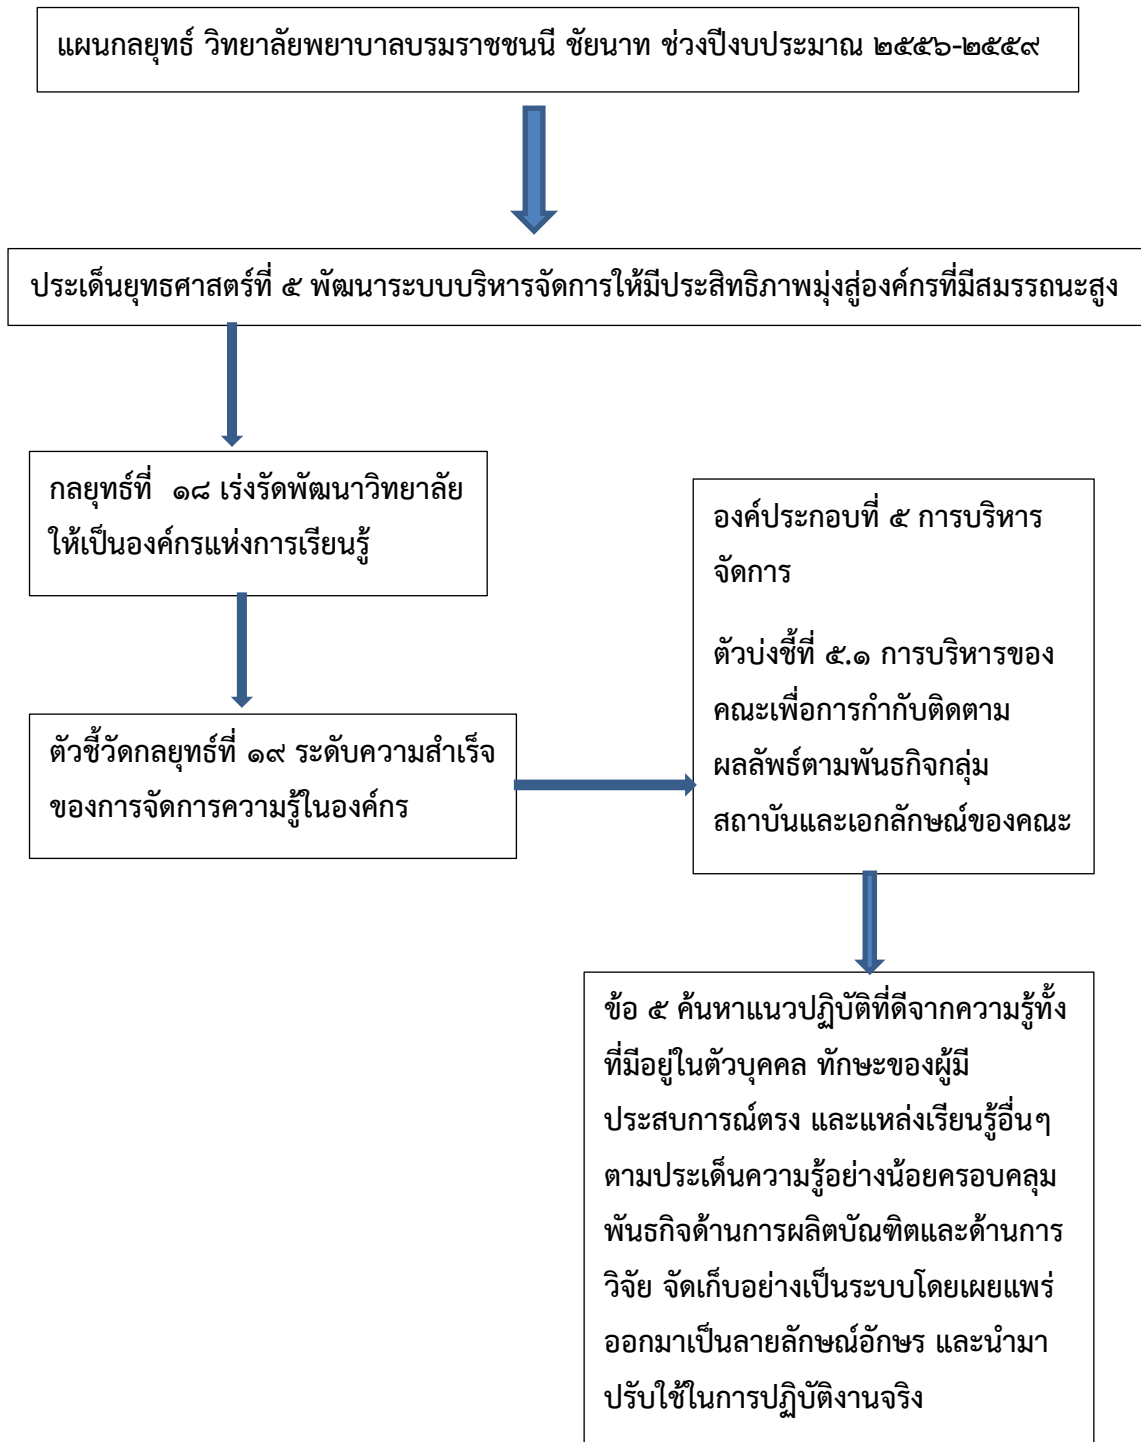 แผนกลยุทธ์ วิทยาลัยพยาบาลบรมราชชนนี ชัยนาท ช่วงปีงบประมาณ ๒๕๕๖-๒๕๕๙
ประเด็นยุทธศาสตร์ที่ ๕ พัฒนาระบบบริหารจัดการให้มีประสิทธิภาพมุ่งสู่องค์กรที่มีสมรรถนะสูง
กลยุทธ์ที่  ๑๘ เร่งรัดพัฒนาวิทยาลัย
ให้เป็นองค์กรแห่งการเรียนรู้
ตัวชี้วัดกลยุทธ์ที่ ๑๙ ระดับความสำเร็จ
ของการจัดการความรู้ในองค์กร
องค์ประกอบที่ ๕ การบริหาร
จัดการ
ตัวบ่งชี้ที่ ๕.๑ การบริหารของ
คณะเพื่อการกำกับติดตาม
ผลลัพธ์ตามพันธกิจกลุ่ม
สถาบันและเอกลักษณ์ของคณะ
ข้อ ๕ ค้นหาแนวปฏิบัติที่ดีจากความรู้ทั้ง
ที่มีอยู่ในตัวบุคคล ทักษะของผู้มี
ประสบการณ์ตรง และแหล่งเรียนรู้อื่นๆ
ตามประเด็นความรู้อย่างน้อยครอบคลุม
พันธกิจด้านการผลิตบัณฑิตและด้านการ
วิจัย จัดเก็บอย่างเป็นระบบโดยเผยแพร่
ออกมาเป็นลายลักษณ์อักษร และนำมา
ปรับใช้ในการปฏิบัติงานจริง